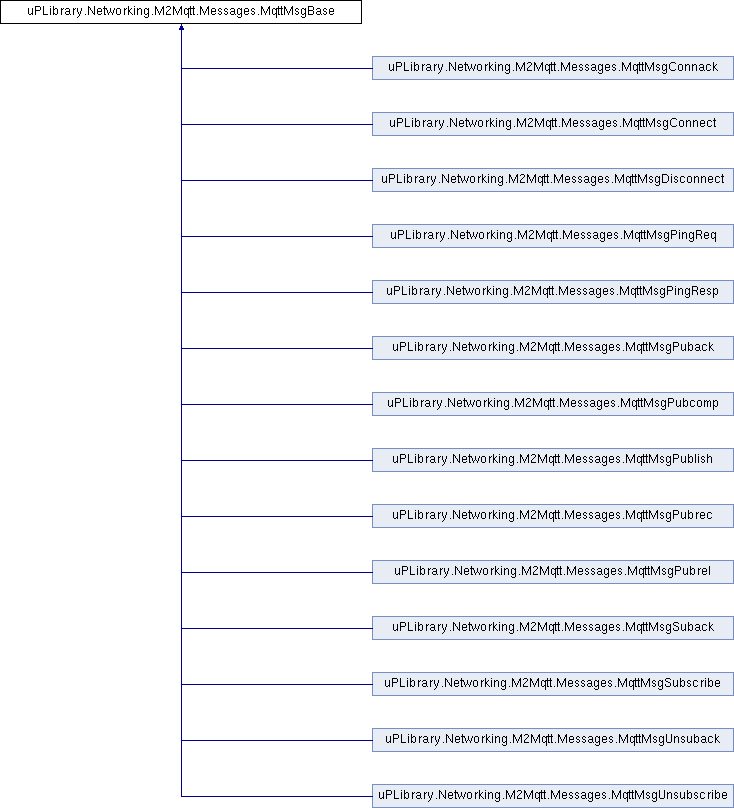 uPLibrary.Networking.M2Mqtt.Messages.MqttMsgBase
uPLibrary.Networking.M2Mqtt.Messages.MqttMsgConnack
uPLibrary.Networking.M2Mqtt.Messages.MqttMsgConnect
uPLibrary.Networking.M2Mqtt.Messages.MqttMsgDisconnect
uPLibrary.Networking.M2Mqtt.Messages.MqttMsgPingReq
uPLibrary.Networking.M2Mqtt.Messages.MqttMsgPingResp
uPLibrary.Networking.M2Mqtt.Messages.MqttMsgPuback
uPLibrary.Networking.M2Mqtt.Messages.MqttMsgPubcomp
uPLibrary.Networking.M2Mqtt.Messages.MqttMsgPublish
uPLibrary.Networking.M2Mqtt.Messages.MqttMsgPubrec
uPLibrary.Networking.M2Mqtt.Messages.MqttMsgPubrel
uPLibrary.Networking.M2Mqtt.Messages.MqttMsgSuback
uPLibrary.Networking.M2Mqtt.Messages.MqttMsgSubscribe
uPLibrary.Networking.M2Mqtt.Messages.MqttMsgUnsuback
uPLibrary.Networking.M2Mqtt.Messages.MqttMsgUnsubscribe